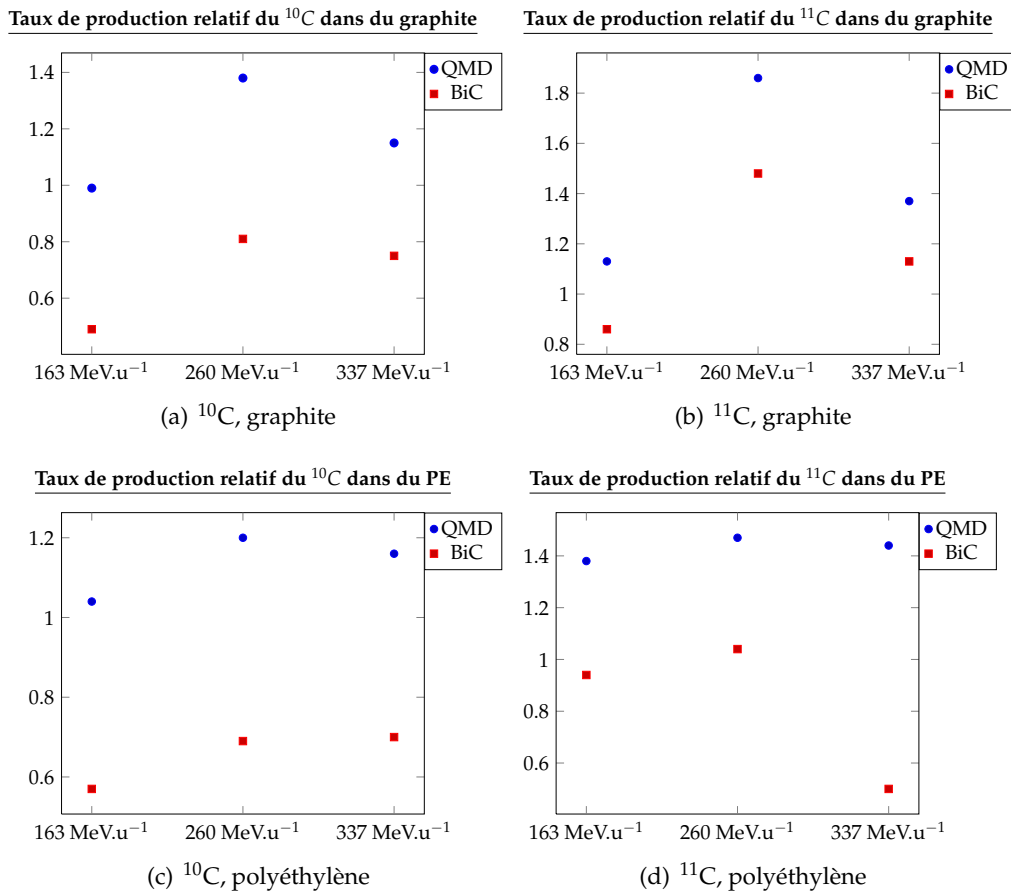 Taux de production relatif du ¹⁰C dans du graphite
1.4
1.2
1
0.8
0.6
163 MeV.u⁻¹ 260 MeV.u⁻¹ 337 MeV.u⁻¹
QMD
BiC
(a) ¹⁰C, graphite
Taux de production relatif du ¹¹C dans du graphite
1.8
1.6
1.4
1.2
1
0.8
163 MeV.u⁻¹ 260 MeV.u⁻¹ 337 MeV.u⁻¹
QMD
BiC
(b) ¹¹C, graphite
Taux de production relatif du ¹⁰C dans du PE
1.2
1
0.8
0.6
163 MeV.u⁻¹ 260 MeV.u⁻¹ 337 MeV.u⁻¹
QMD
BiC
(c) ¹⁰C, polyéthylène
Taux de production relatif du ¹¹C dans du PE
1.4
1.2
1
0.8
0.6
163 MeV.u⁻¹ 260 MeV.u⁻¹ 337 MeV.u⁻¹
QMD
BiC
(d) ¹¹C, polyéthylène